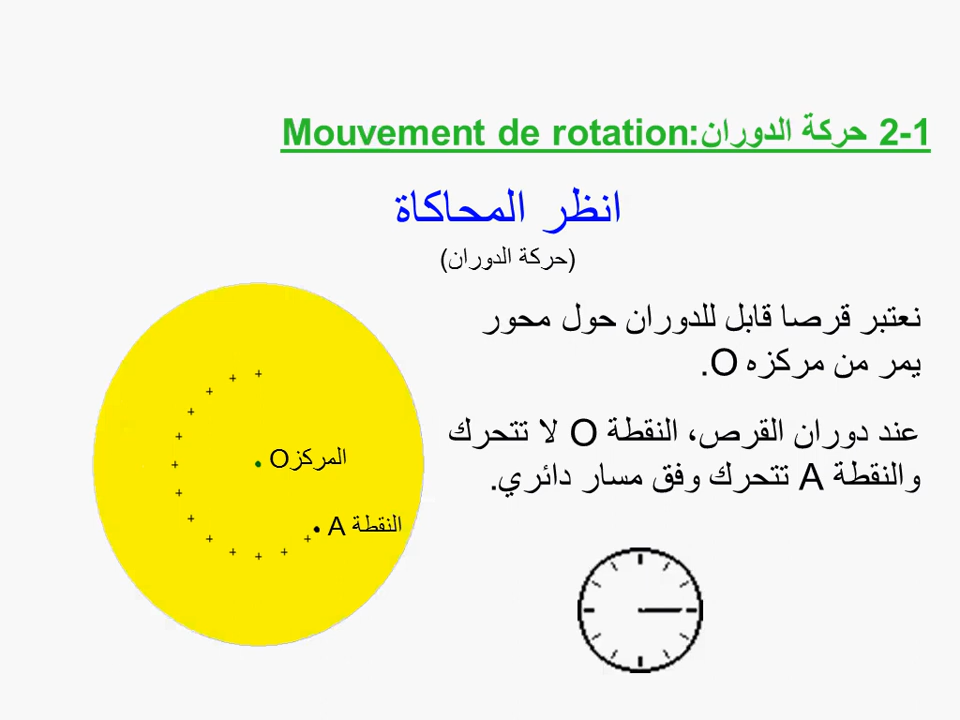 2-1 حركة الدوران:Mouvement de rotation
انظر المحاكاة
(حركة الدوران)
نعتبر قرصا قابل للدوران حول محور
يمر من مركزه O.
عند دوران القرص، النقطة O لا تتحرك
والنقطة A تتحرك وفق مسار دائري.
المركزO
النقطة A